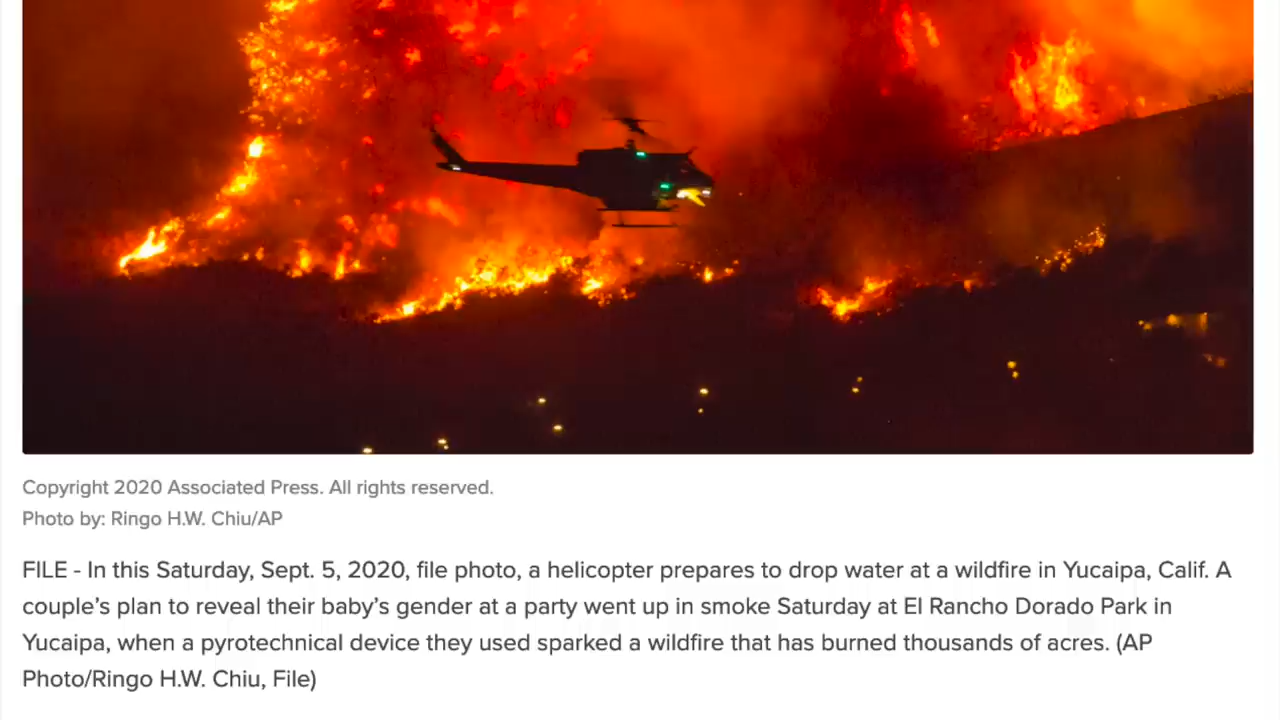 Copyright 2020 Associated Press. All rights reserved.
Photo by: Ringo H.W. Chiu/AP
FILE - In this Saturday, Sept. 5, 2020, file photo, a helicopter prepares to drop water at a wildfire in Yucaipa, Calif. A
couple’s plan to reveal their baby’s gender at a party went up in smoke Saturday at El Rancho Dorado Park in
Yucaipa, when a pyrotechnical device they used sparked a wildfire that has burned thousands of acres. (AP
Photo/Ringo H.W. Chiu, File)